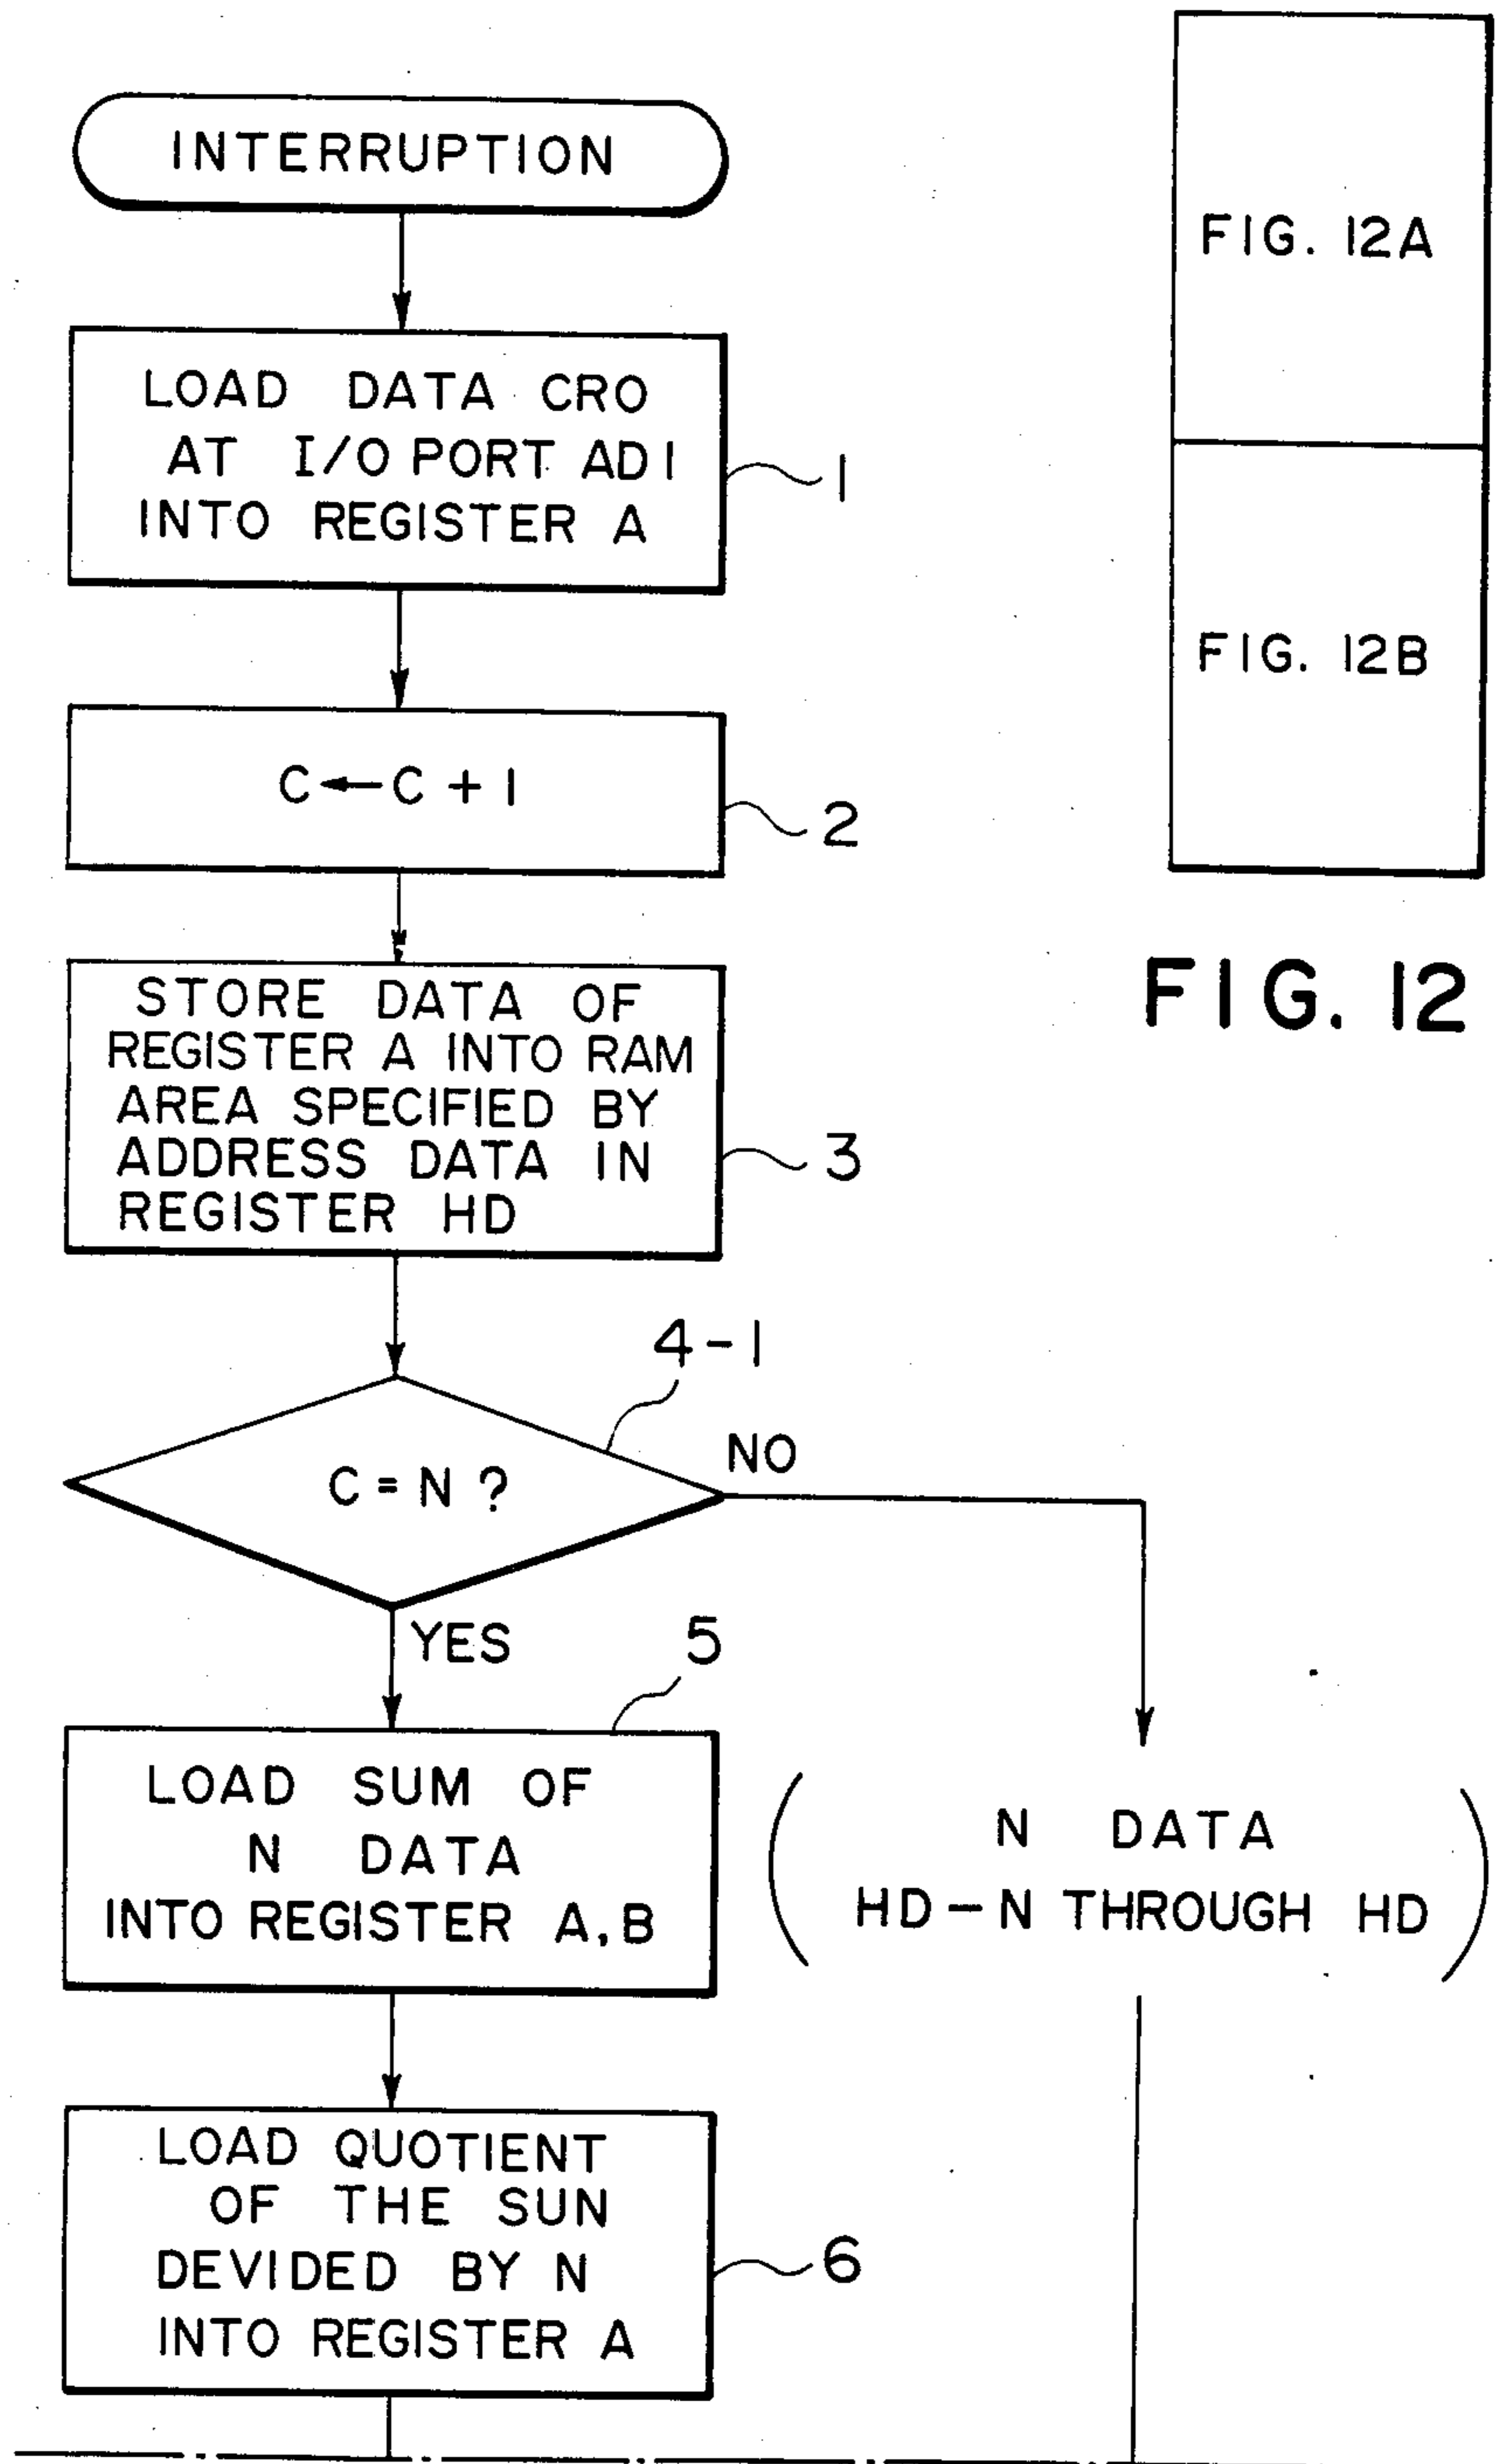 INTERRUPTION
LOAD DATA CRO
AT I/O PORT AD1
INTO REGISTER A
1
C←C+1
2
STORE DATA OF
REGISTER A INTO RAM
AREA SPECIFIED BY
ADDRESS DATA IN
REGISTER HD
3
4-1
C=N?
NO
YES
5
LOAD SUM OF
N DATA
INTO REGISTER A,B
N DATA
HD-N THROUGH HD
LOAD QUOTIENT
OF THE SUN
DEVIDED BY N
INTO REGISTER A
6
FIG. 12A
FIG. 12B
FIG. 12